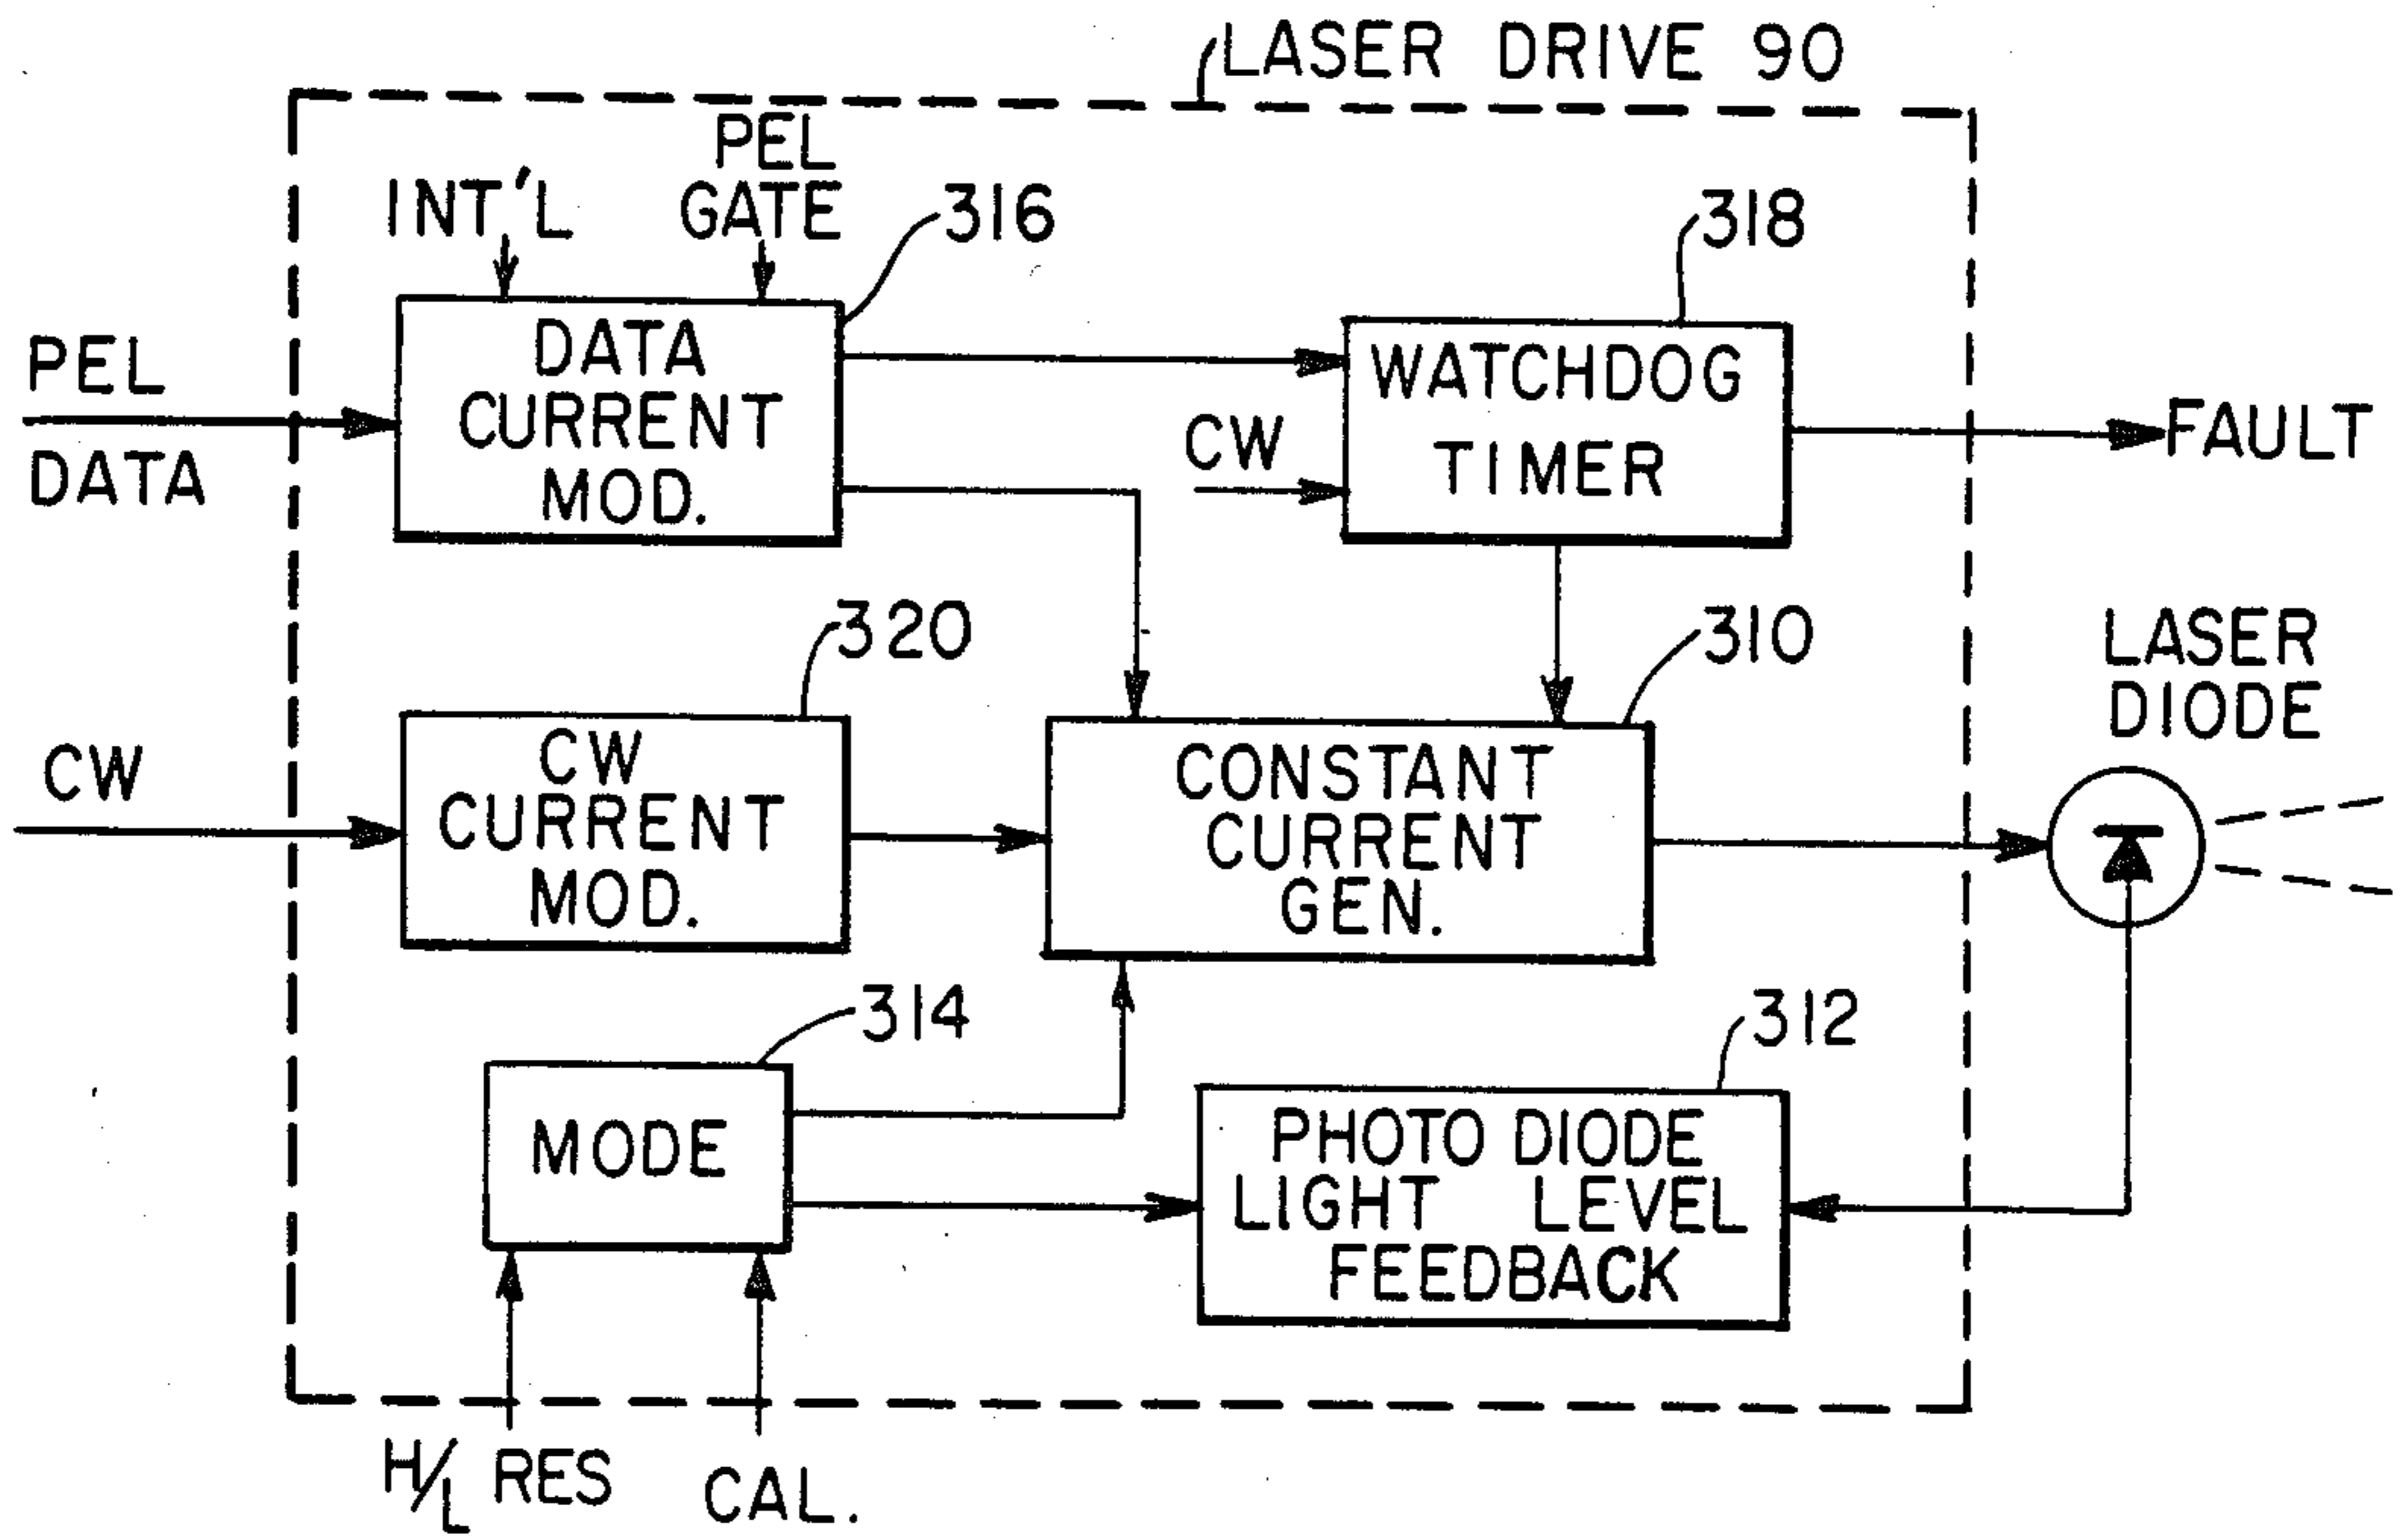 LASER DRIVE 90
PEL
INT'L GATE
316
318
PEL
DATA
DATA
CURRENT
MOD.
WATCHDOG
TIMER
CW
FAULT
320
310
LASER
DIODE
CW
CW
CURRENT
MOD.
CONSTANT
CURRENT
GEN.
314
312
MODE
PHOTO DIODE
LIGHT LEVEL
FEEDBACK
H/L RES
CAL.